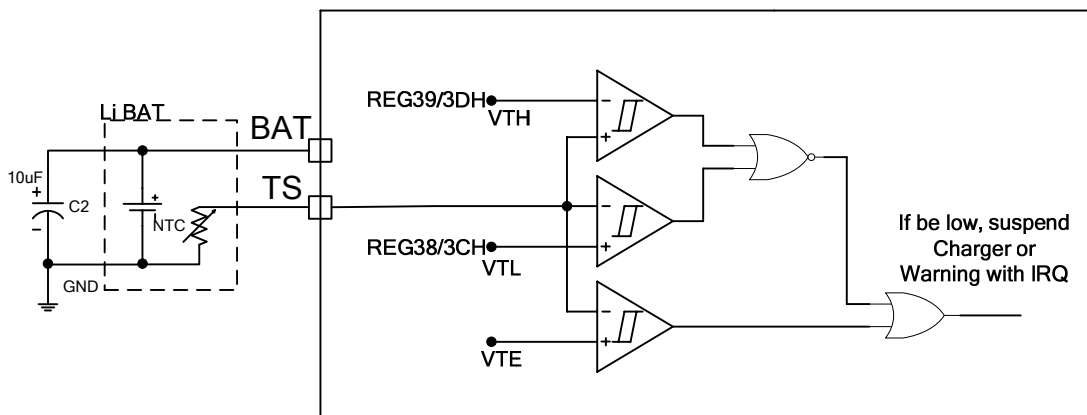 Li BAT
BAT
TS
10uF
+
C2
−
+
NTC
GND
REG39/3DH
VTH
−
+
REG38/3CH
VTL
−
+
VTE
−
+
If be low, suspend
Charger or
Warning with IRQ